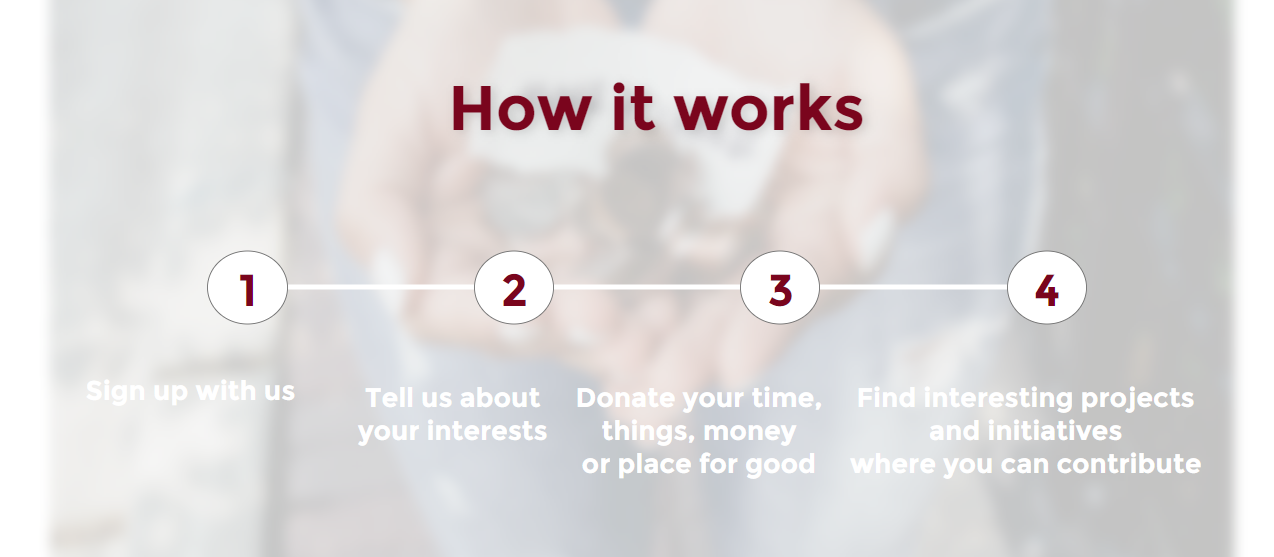 How it works
1
2
3
4
Sign up with us
Tell us about
your interests
Donate your time,
things, money
or place for good
Find interesting projects
and initiatives
where you can contribute